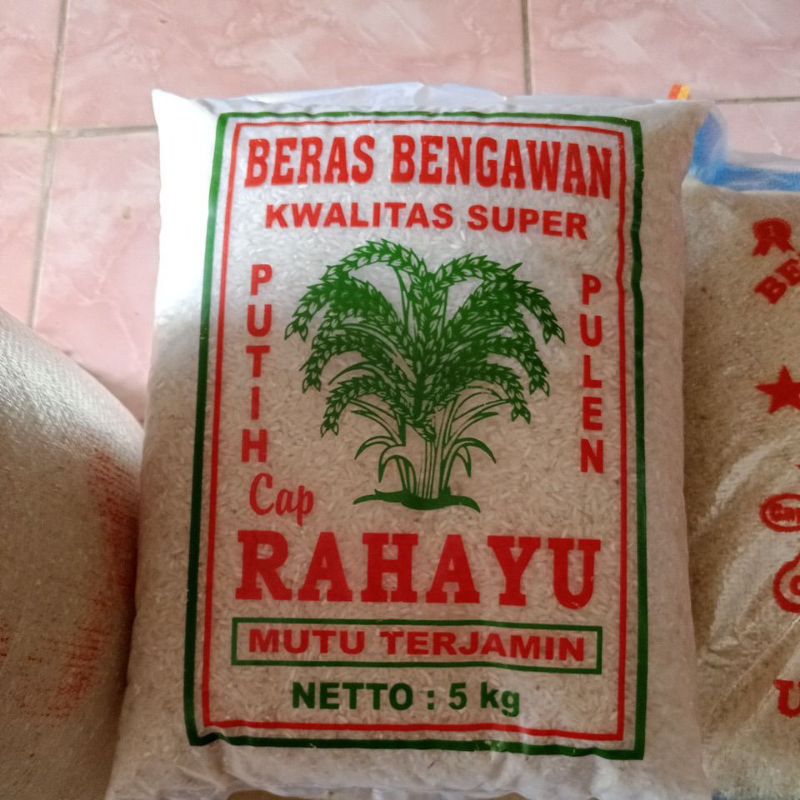 BERAS BENGAWAN
KWALITAS SUPER
PUTIH
PULEN
Cap
RAHAYU
MUTU TERJAMIN
NETTO : 5 kg